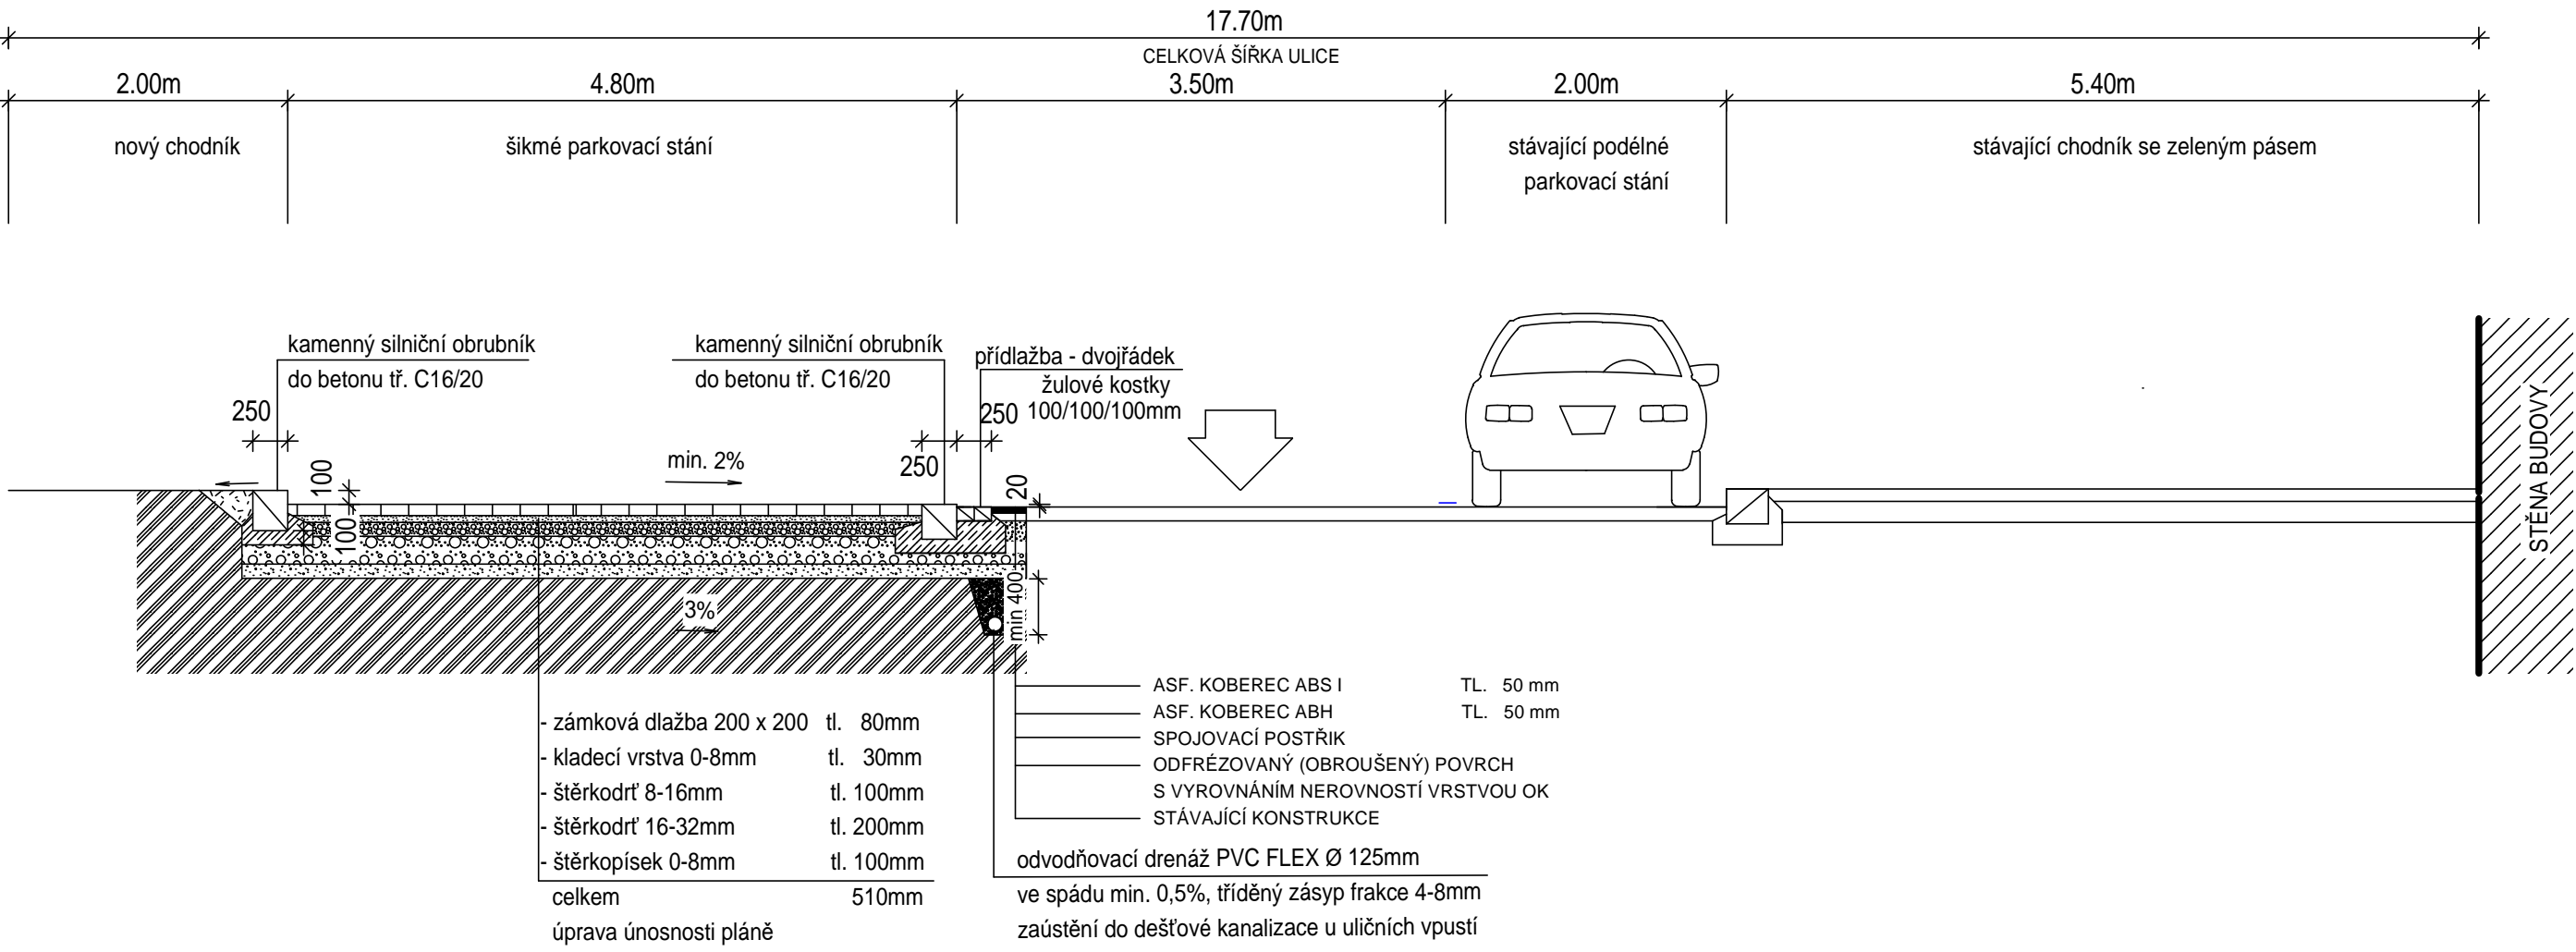 17.70m
CELKOVÁ ŠÍŘKA ULICE
2.00m
4.80m
3.50m
2.00m
5.40m
nový chodník
šikmé parkovací stání
stávající podélné
parkovací stání
stávající chodník se zeleným pásem
kamenný silniční obrubník
do betonu tř. C16/20
kamenný silniční obrubník
do betonu tř. C16/20
přídlažba - dvojřádek
žulové kostky
100/100/100mm
250
250
250
100
100
min. 2%
20
3%
min 400
STĚNA BUDOVY
- zámková dlažba 200 x 200 tl. 80mm
- kladecí vrstva 0-8mm tl. 30mm
- štěrkodrť 8-16mm tl. 100mm
- štěrkodrť 16-32mm tl. 200mm
- štěrkopísek 0-8mm tl. 100mm
celkem 510mm
úprava únosnosti pláně
ASF. KOBEREC ABS I TL. 50 mm
ASF. KOBEREC ABH TL. 50 mm
SPOJOVACÍ POSTŘIK
ODFRÉZOVANÝ (OBROUŠENÝ) POVRCH
S VYROVNÁNÍM NEROVNOSTÍ VRSTVOU OK
STÁVAJÍCÍ KONSTRUKCE
odvodňovací drenáž PVC FLEX Ø 125mm
ve spádu min. 0,5%, tříděný zásyp frakce 4-8mm
zaústění do dešťové kanalizace u uličních vpustí